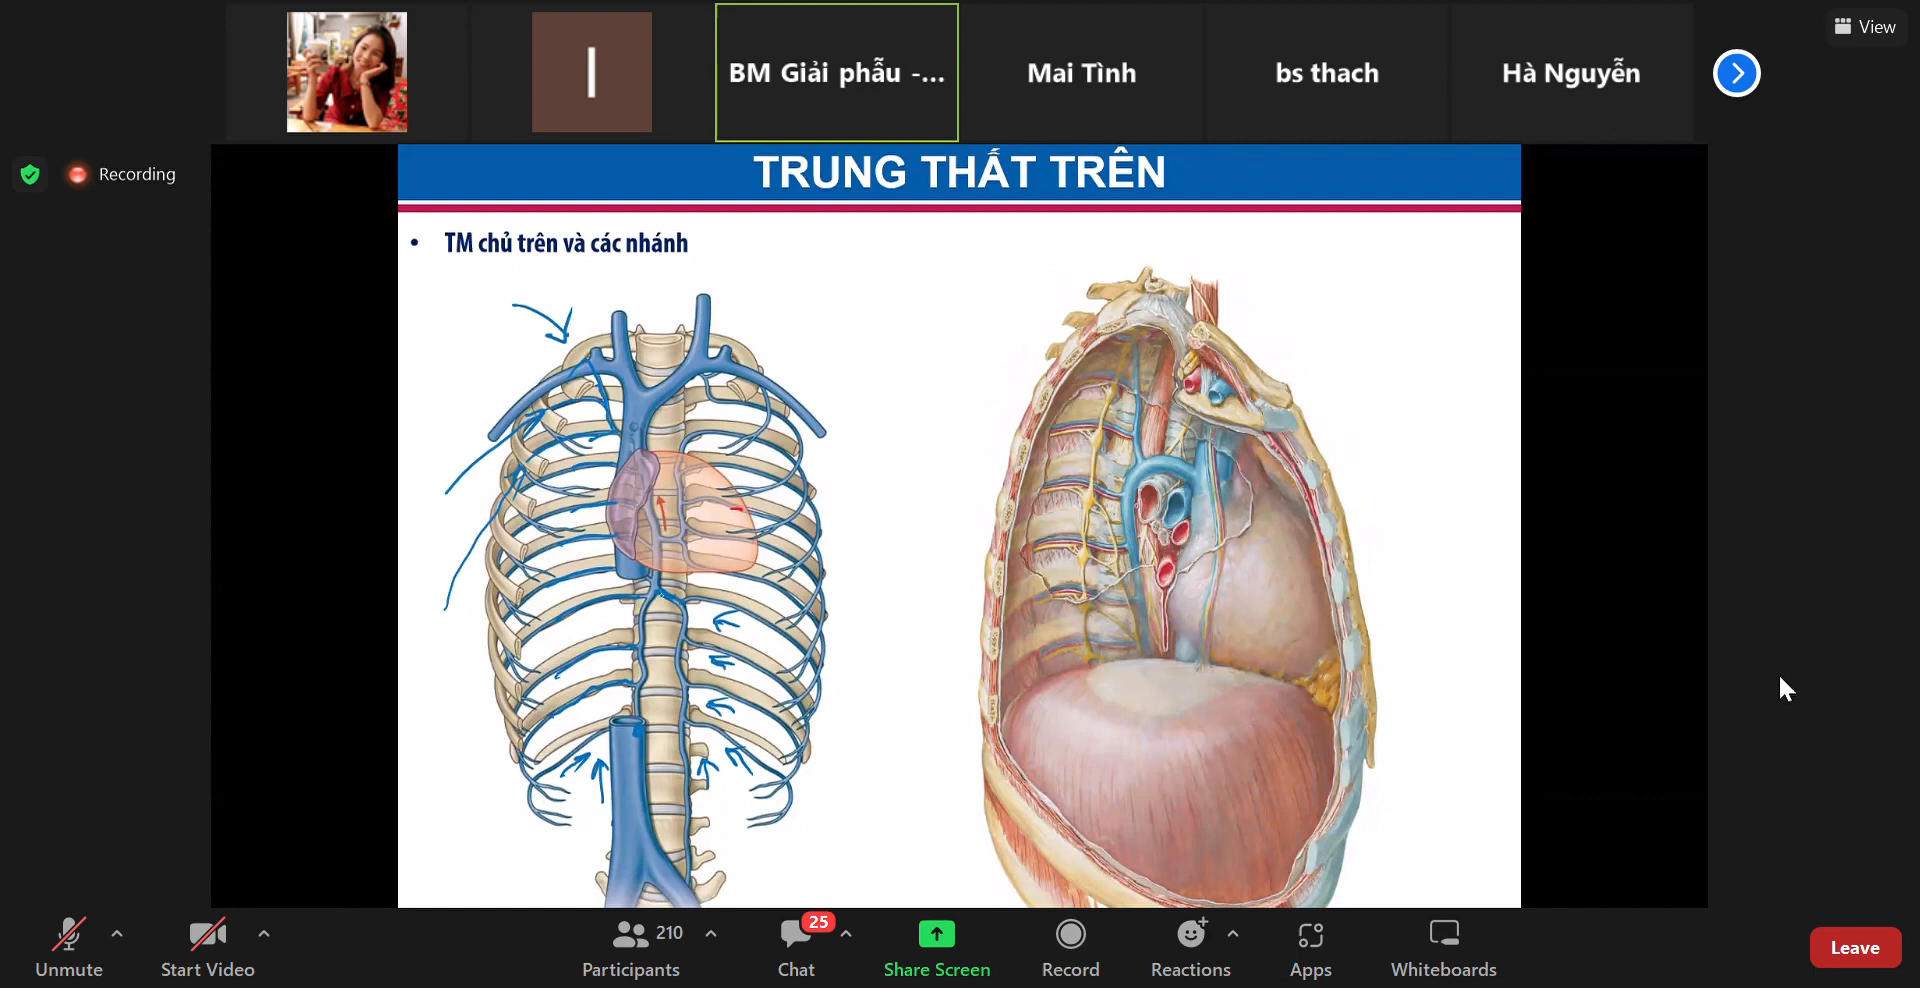 View
I
BM Giải phẫu -...
Mai Tình
bs thach
Hà Nguyễn
Recording
TRUNG THẤT TRÊN
• TM chủ trên và các nhánh
Unmute
Start Video
210
Participants
25
Chat
Share Screen
Record
Reactions
Apps
Whiteboards
Leave